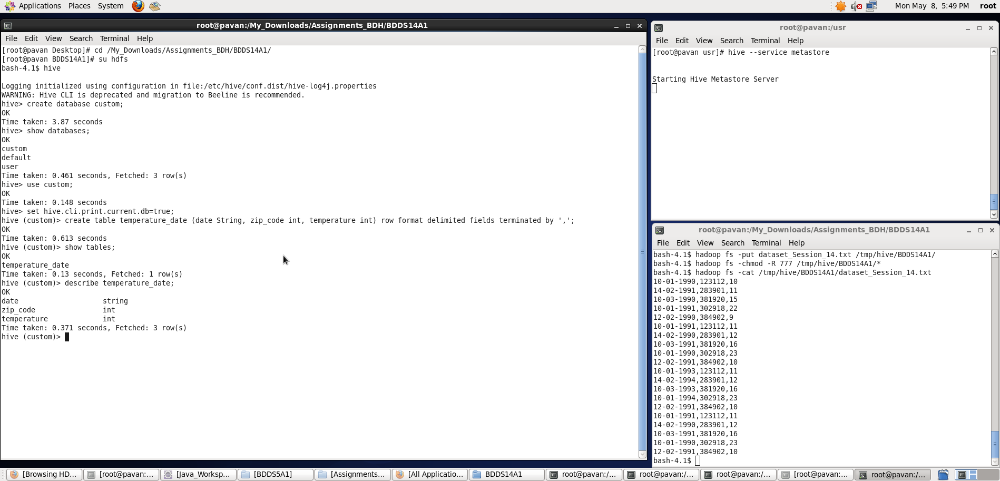 Applications Places System
Mon May 8, 5:49 PM root
root@pavan:/My_Downloads/Assignments_BDH/BDDS14A1
File Edit View Search Terminal Help
[root@pavan Desktop]# cd /My_Downloads/Assignments_BDH/BDDS14A1/
[root@pavan BDDS14A1]# su hdfs
bash-4.1$ hive
Logging initialized using configuration in file:/etc/hive/conf.dist/hive-log4j.properties
WARNING: Hive CLI is deprecated and migration to Beeline is recommended.
hive> create database custom;
OK
Time taken: 3.87 seconds
hive> show databases;
OK
custom
default
user
Time taken: 0.461 seconds, Fetched: 3 row(s)
hive> use custom;
OK
Time taken: 0.148 seconds
hive> set hive.cli.print.current.db=true;
hive (custom)> create table temperature_date (date String, zip_code int, temperature int) row format delimited fields terminated by ',';
OK
Time taken: 0.613 seconds
hive (custom)> show tables;
OK
temperature_date
Time taken: 0.13 seconds, Fetched: 1 row(s)
hive (custom)> describe temperature_date;
OK
date string
zip_code int
temperature int
Time taken: 0.371 seconds, Fetched: 3 row(s)
hive (custom)>
root@pavan:/usr
File Edit View Search Terminal Help
[root@pavan usr]# hive --service metastore
Starting Hive Metastore Server
root@pavan:/My_Downloads/Assignments_BDH/BDDS14A1
File Edit View Search Terminal Help
bash-4.1$ hadoop fs -put dataset_Session_14.txt /tmp/hive/BDDS14A1/
bash-4.1$ hadoop fs -chmod -R 777 /tmp/hive/BDDS14A1/*
bash-4.1$ hadoop fs -cat /tmp/hive/BDDS14A1/dataset_Session_14.txt
10-01-1990,123112,10
14-02-1991,283901,11
10-03-1990,381920,15
10-01-1991,302918,22
12-02-1990,384902,9
10-01-1991,123112,11
14-02-1990,283901,12
10-03-1991,381920,16
10-01-1990,302918,23
12-02-1991,384902,10
10-01-1993,123112,11
14-02-1994,283901,12
10-03-1993,381920,16
10-01-1994,302918,23
12-02-1991,384902,10
10-01-1991,123112,11
14-02-1990,283901,12
10-03-1991,381920,16
10-01-1990,302918,23
12-02-1991,384902,10
bash-4.1$
[Browsing HD... [root@pavan:... [Java_Worksp... [BDDS5A1] [Assignments... [All Applicatio... BDDS14A1 root@pavan:/... root@pavan:/... root@pavan:/... [root@pavan:... root@pavan:/...